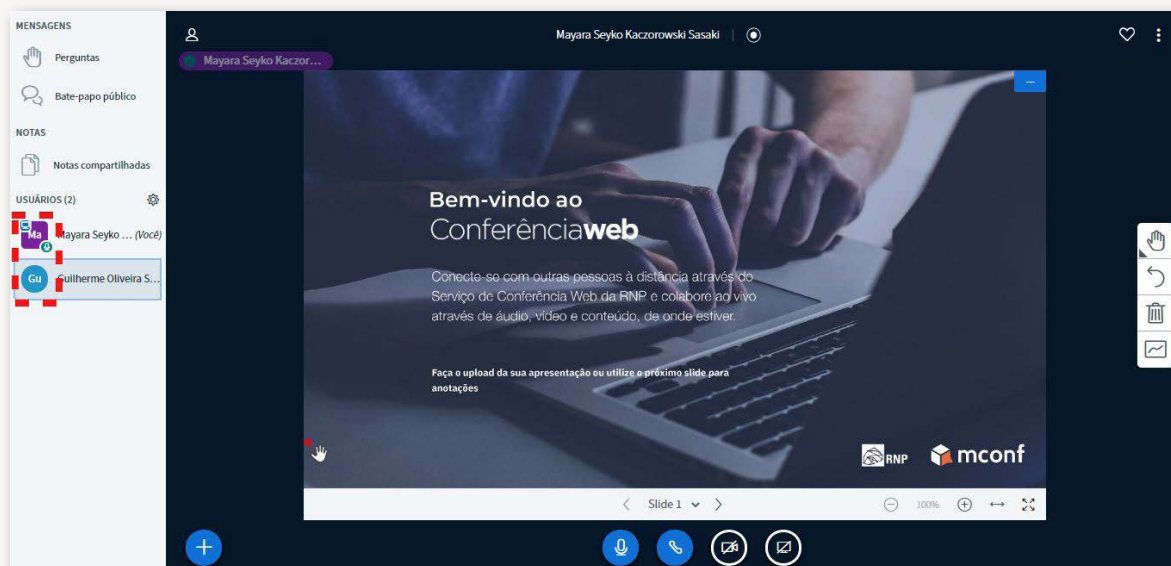 MENSAGENS
Perguntas
Bate-papo público
NOTAS
Notas compartilhadas
USUÁRIOS (2)
Ma
Mayara Seyko ... (Você)
Gu
Guilherme Oliveira S...
Mayara Seyko Kaczorowski Sasaki
Mayara Seyko Kaczor...
Bem-vindo ao
Conferênciaweb
Conecte-se com outras pessoas à distância através do
Serviço de Conferência Web da RNP e colabore ao vivo
através de áudio, vídeo e conteúdo, de onde estiver.
Faça o upload da sua apresentação ou utilize o próximo slide para
anotações
RNP
mconf
Slide 1
100%